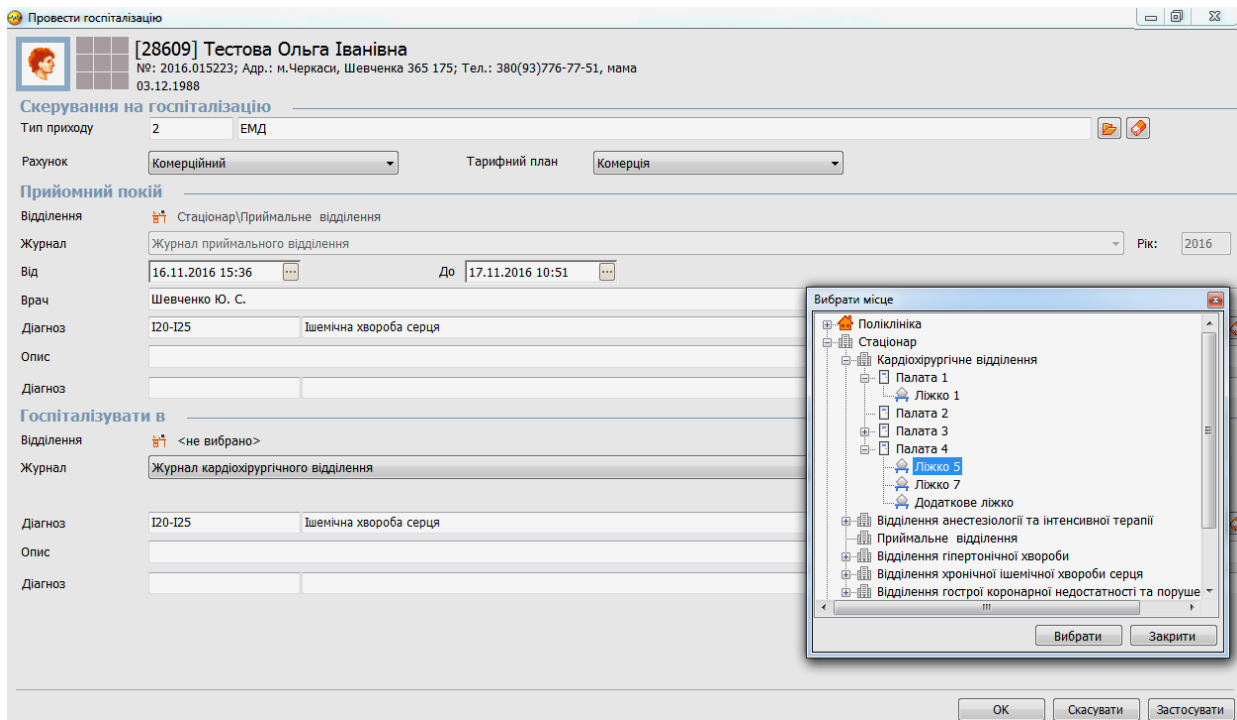 Провести госпіталізацію
[28609] Тестова Ольга Іванівна
№: 2016.015223; Адр.: м.Черкаси, Шевченка 365 175; Тел.: 380(93)776-77-51, мама
03.12.1988
Скерування на госпіталізацію
Тип приходу 2 ЕМД
Рахунок Комерційний Тарифний план Комерція
Прийомний покій
Відділення Стаціонар\Приймальне відділення
Журнал Журнал приймального відділення Рік: 2016
Від 16.11.2016 15:36 До 17.11.2016 10:51
Врач Шевченко Ю. С.
Діагноз I20-I25 Ішемічна хвороба серця
Опис
Діагноз
Госпіталізувати в
Відділення <не вибрано>
Журнал Журнал кардіохірургічного відділення
Діагноз I20-I25 Ішемічна хвороба серця
Опис
Діагноз
Вибрати місце
Поліклініка
Стаціонар
Кардіохірургічне відділення
Палата 1
Ліжко 1
Палата 2
Палата 3
Палата 4
Ліжко 5
Ліжко 7
Додаткове ліжко
Відділення анестезіології та інтенсивної терапії
Приймальне відділення
Відділення гіпертонічної хвороби
Відділення хронічної ішемічної хвороби серця
Відділення гострої коронарної недостатності та поруше
Вибрати Закрити
ОК Скасувати Застосувати